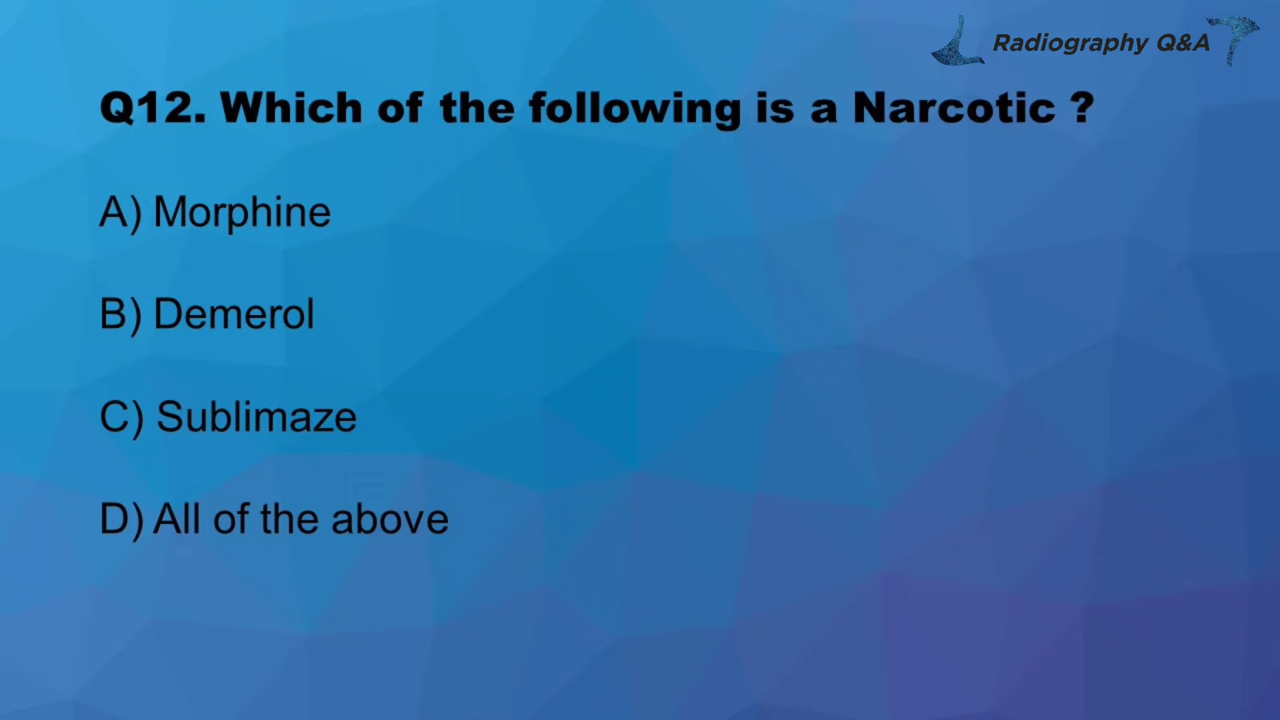 Radiography Q&A
Q12. Which of the following is a Narcotic ?
A) Morphine
B) Demerol
C) Sublimaze
D) All of the above